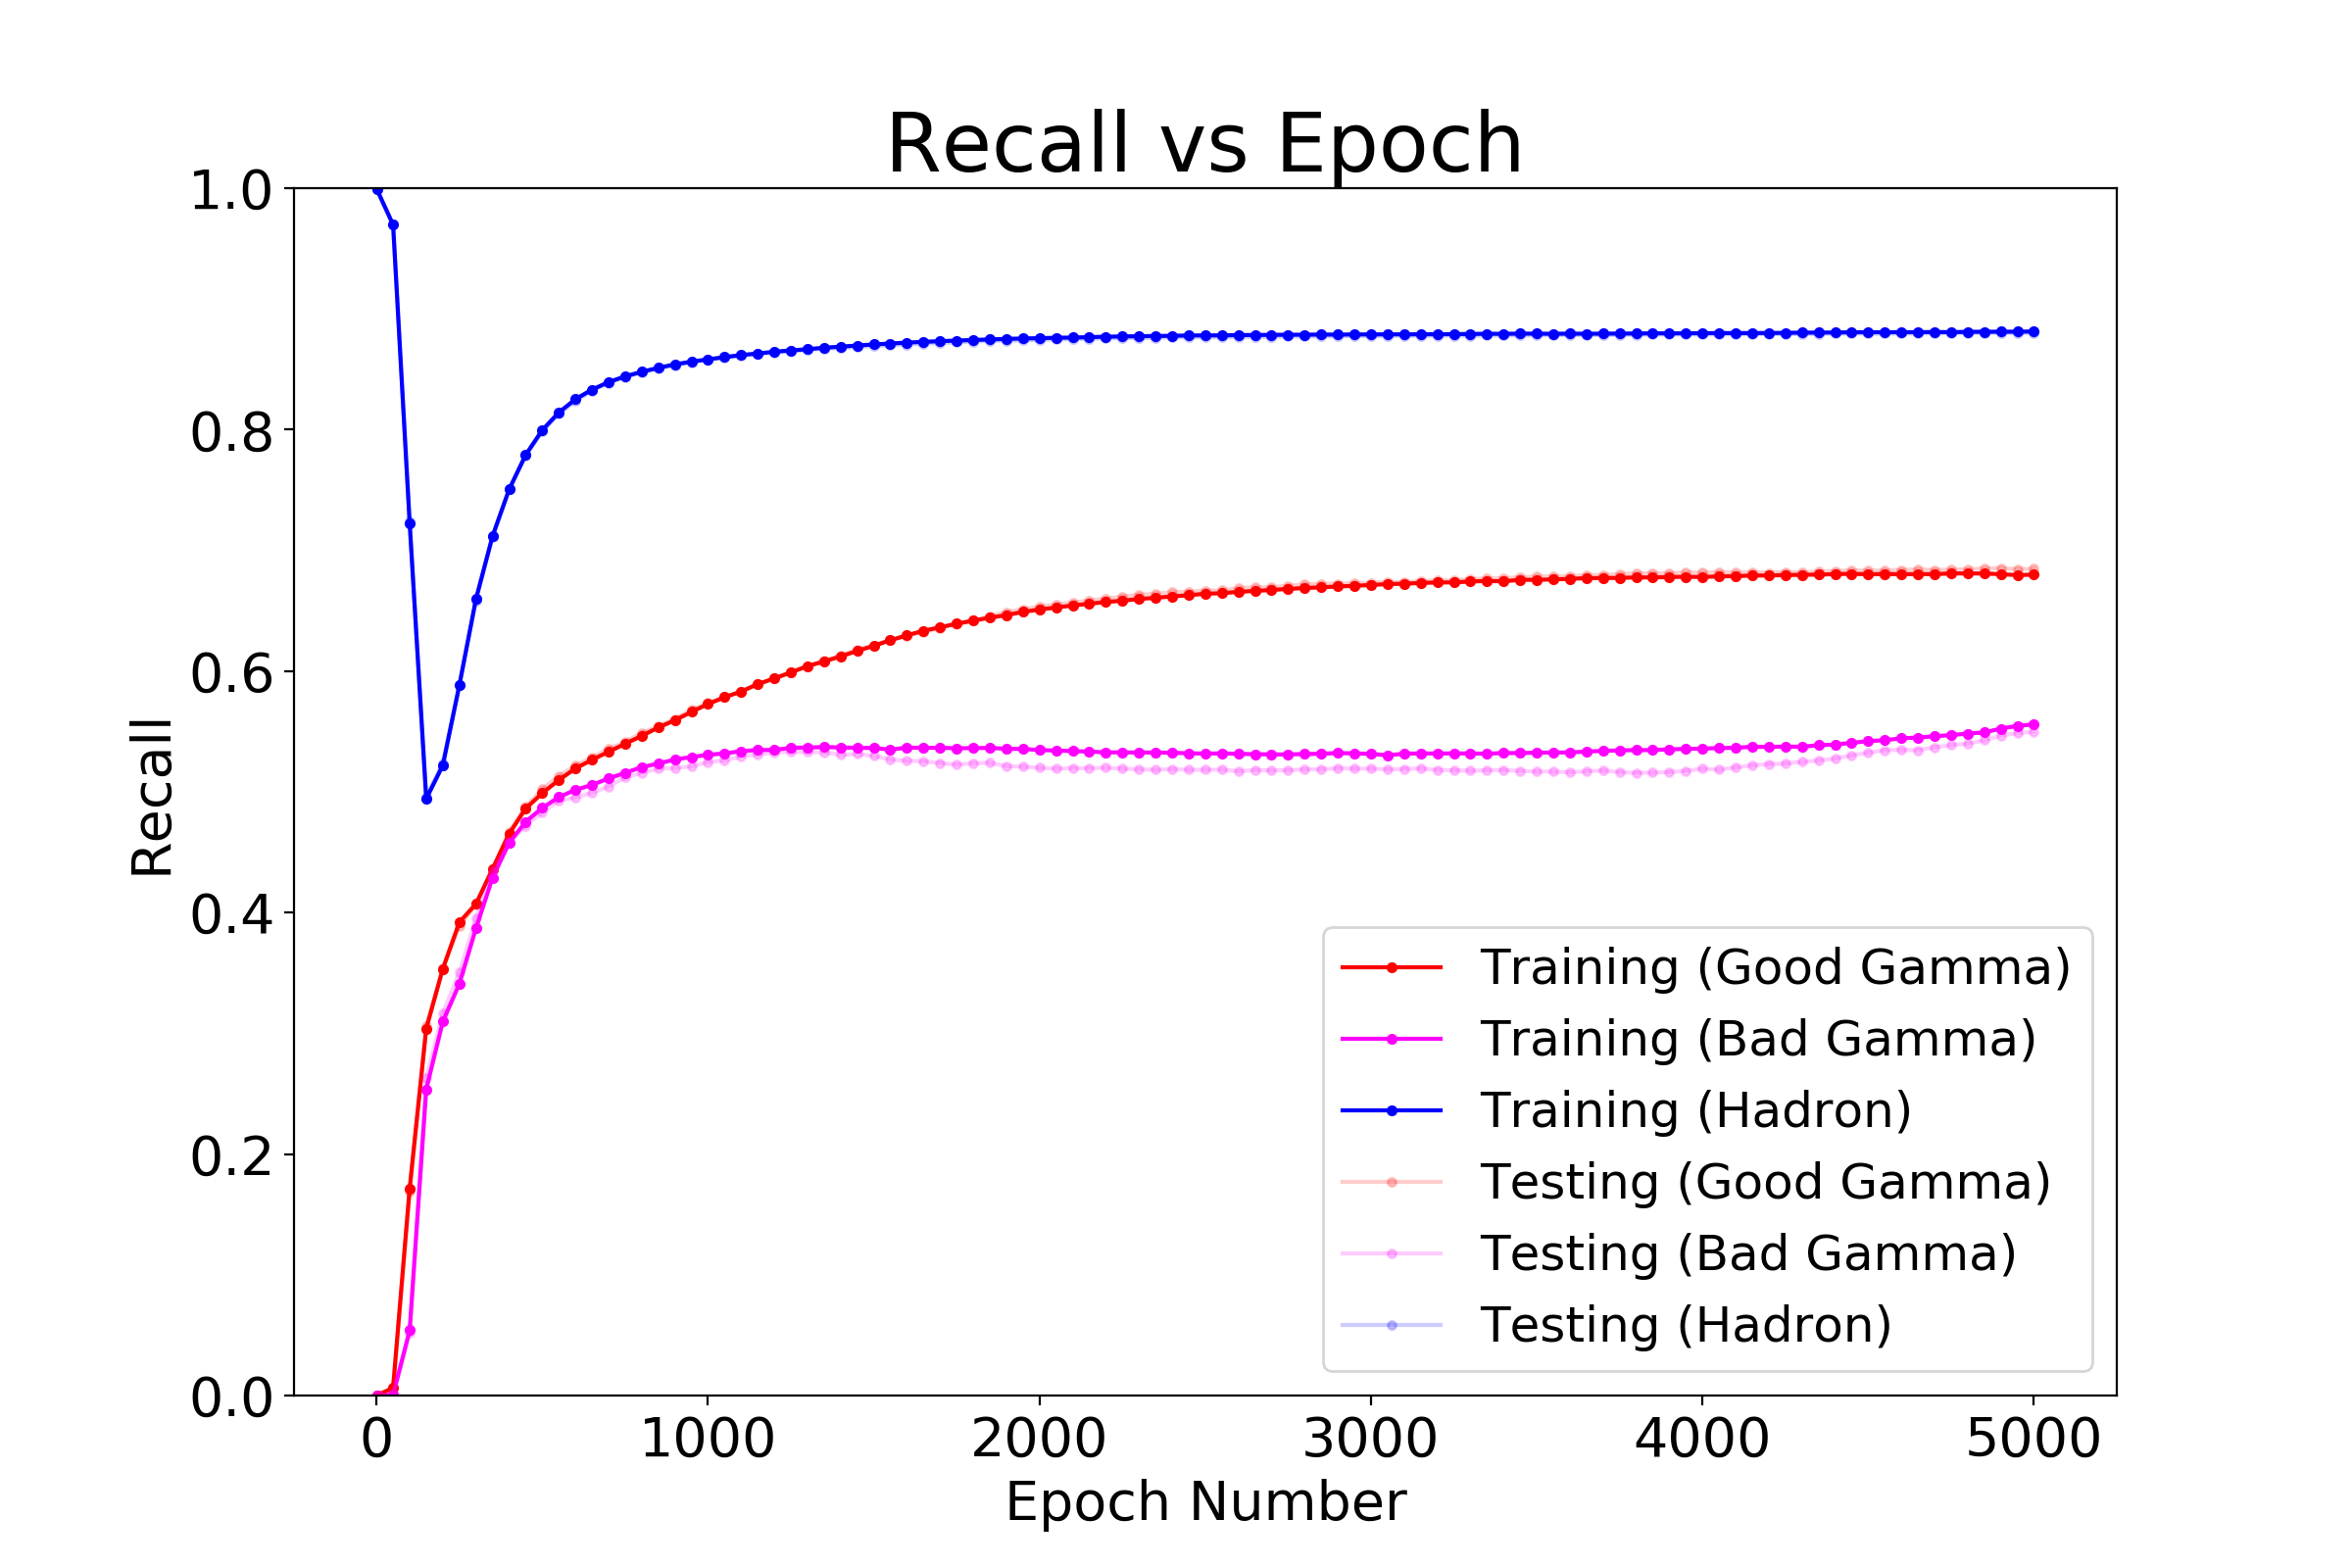 Recall vs Epoch
1.0
0.8
0.6
0.4
0.2
0.0
Recall
0 1000 2000 3000 4000 5000
Epoch Number
Training (Good Gamma)
Training (Bad Gamma)
Training (Hadron)
Testing (Good Gamma)
Testing (Bad Gamma)
Testing (Hadron)